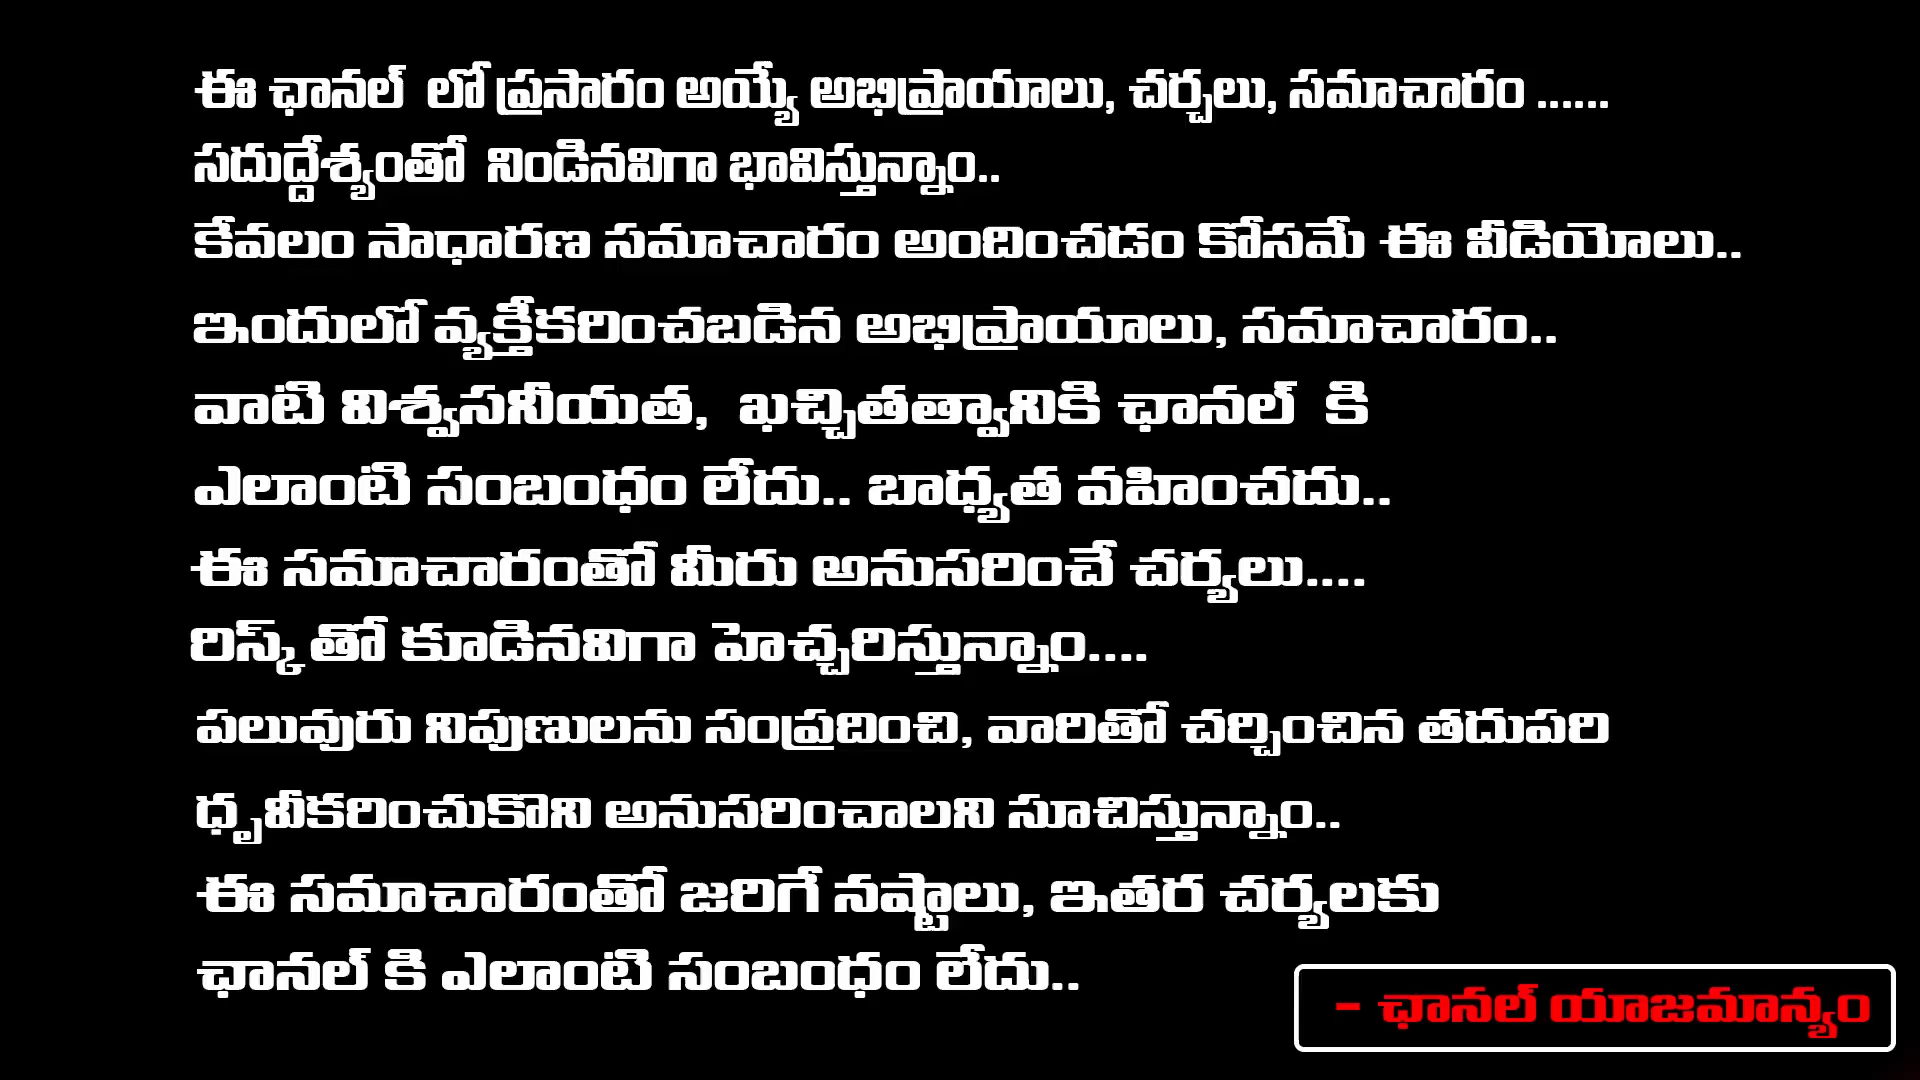 ఈ ఛానల్ లో ప్రసారం అయ్యే అభిప్రాయాలు, చర్చలు, సమాచారం ......
సదుద్దేశ్యంతో నిండినవిగా భావిస్తున్నాం..
కేవలం సాధారణ సమాచారం అందించడం కోసమే ఈ వీడియోలు..
ఇందులో వ్యక్తీకరించబడిన అభిప్రాయాలు, సమాచారం..
వాటి విశ్వసనీయత, ఖచ్చితత్వానికి ఛానల్ కి
ఎలాంటి సంబంధం లేదు.. బాధ్యత వహించదు..
ఈ సమాచారంతో మీరు అనుసరించే చర్యలు....
రిస్క్ తో కూడినవిగా హెచ్చరిస్తున్నాం....
పలువురు నిపుణులను సంప్రదించి, వారితో చర్చించిన తదుపరి
ధృవీకరించుకొని అనుసరించాలని సూచిస్తున్నాం..
ఈ సమాచారంతో జరిగే నష్టాలు, ఇతర చర్యలకు
ఛానల్ కి ఎలాంటి సంబంధం లేదు..
- ఛానల్ యాజమాన్యం